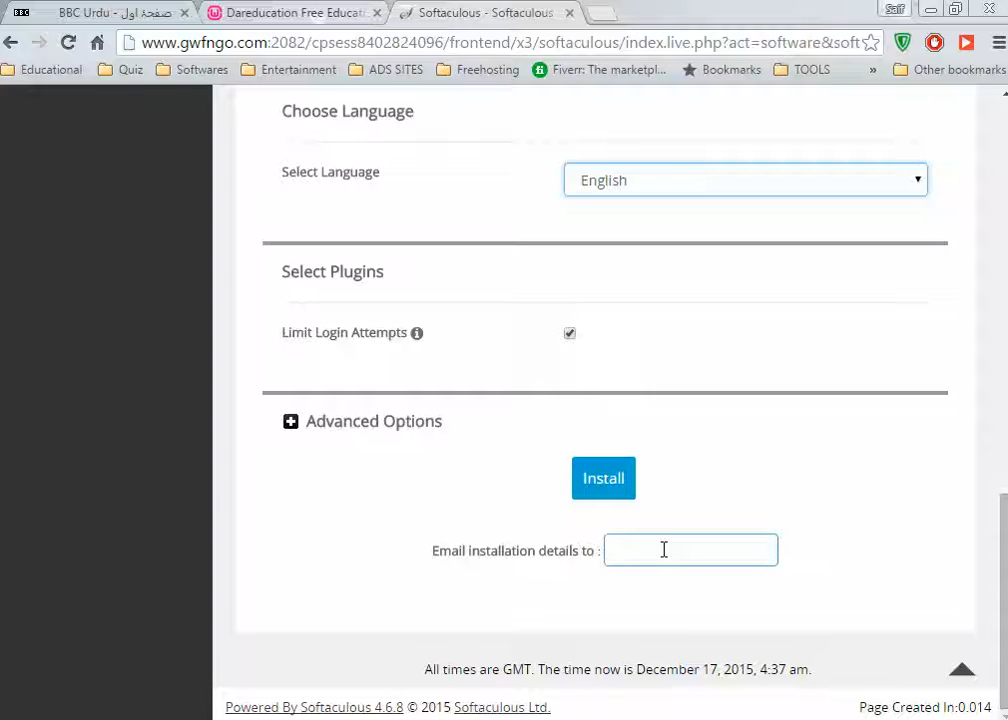 BBC BBC Urdu - صفحۂ اول
Dareducation Free Educati
Softaculous - Softaculous
Saif
www.gwfngo.com:2082/cpsess8402824096/frontend/x3/softaculous/index.live.php?act=software&soft
Educational Quiz Softwares Entertainment ADS SITES Freehosting Fiverr: The marketpl... Bookmarks TOOLS » Other bookmarks
Choose Language
Select Language English
Select Plugins
Limit Login Attempts
Advanced Options
Install
Email installation details to :
All times are GMT. The time now is December 17, 2015, 4:37 am.
Powered By Softaculous 4.6.8 © 2015 Softaculous Ltd. Page Created In:0.014